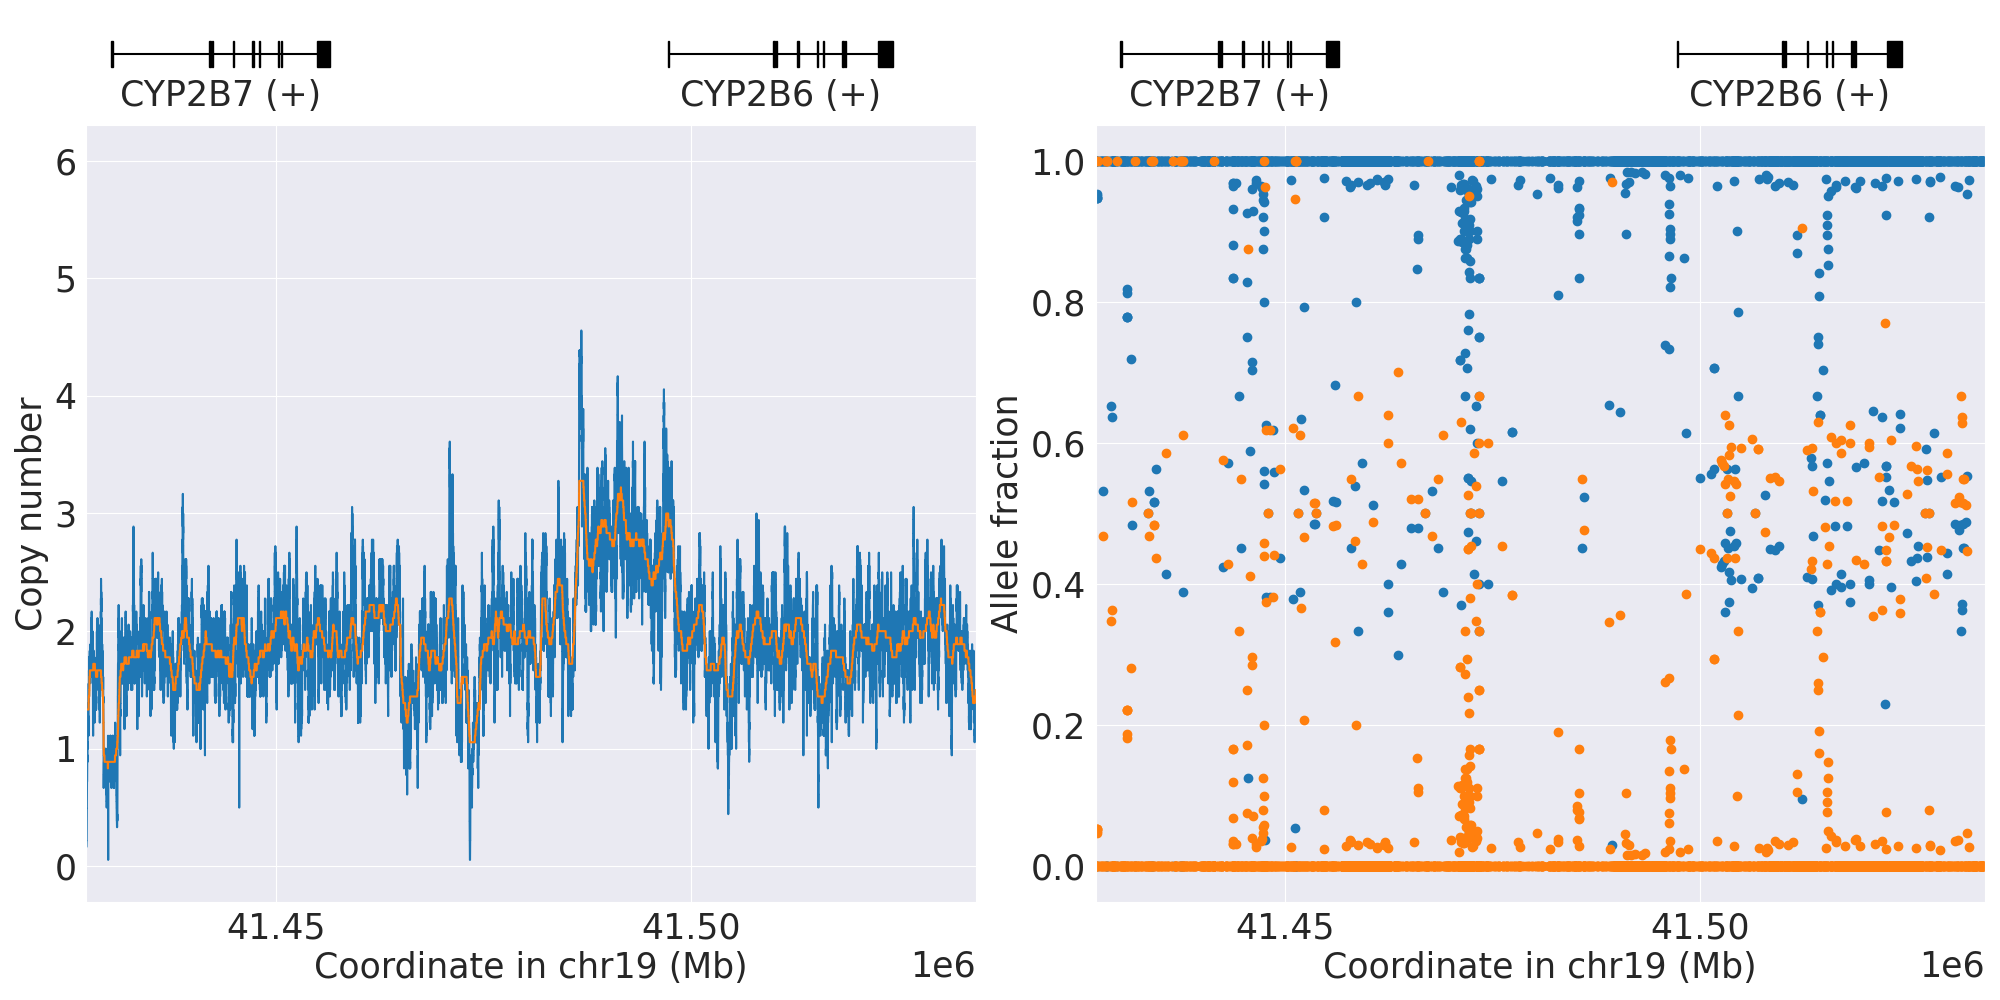 CYP2B7 (+)
CYP2B6 (+)
CYP2B7 (+)
CYP2B6 (+)
Copy number
6
5
4
3
2
1
0
41.45
41.50
Coordinate in chr19 (Mb)
1e6
Allele fraction
1.0
0.8
0.6
0.4
0.2
0.0
41.45
41.50
Coordinate in chr19 (Mb)
1e6